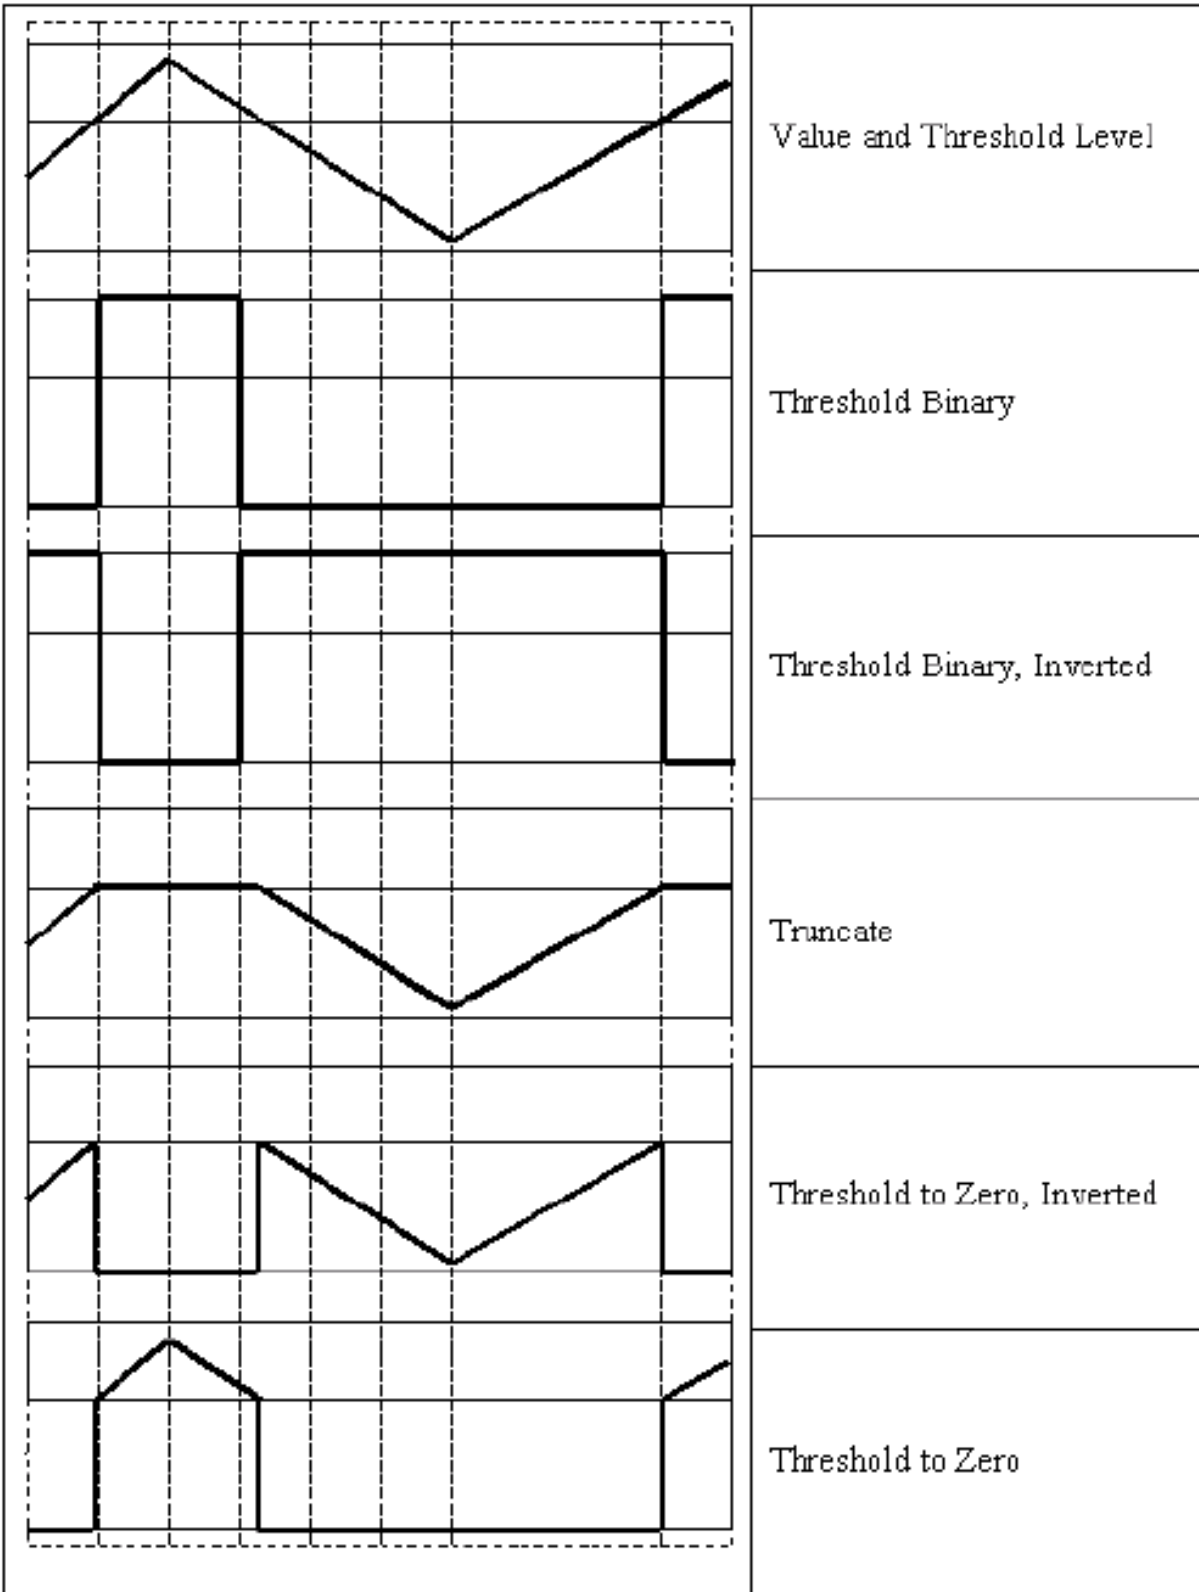 Value and Threshold Level
Threshold Binary
Threshold Binary, Inverted
Truncate
Threshold to Zero, Inverted
Threshold to Zero